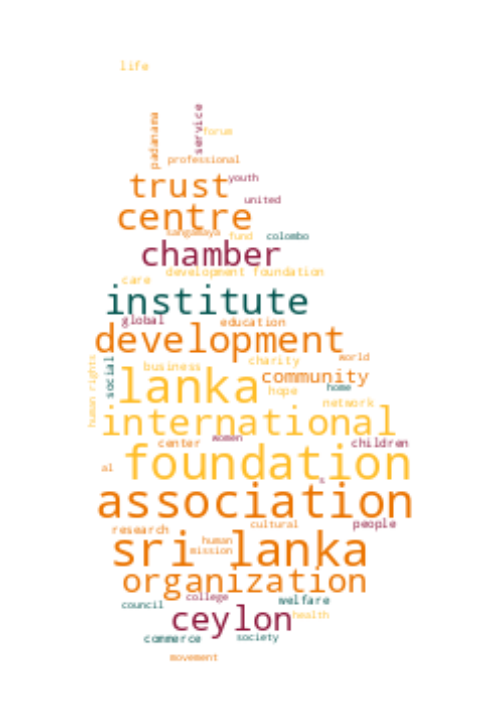 life
padanama
service
forum
professional
trust
youth
united
centre
sangamaya
fund
colombo
chamber
development foundation
care
institute
global
education
development
world
human rights
social
business
charity
community
lanka
hope
home
network
international
center
women
children
al
foundation
s
association
research
cultural
people
sri lanka
human
mission
organization
college
welfare
council
ceylon
health
commerce
society
movement